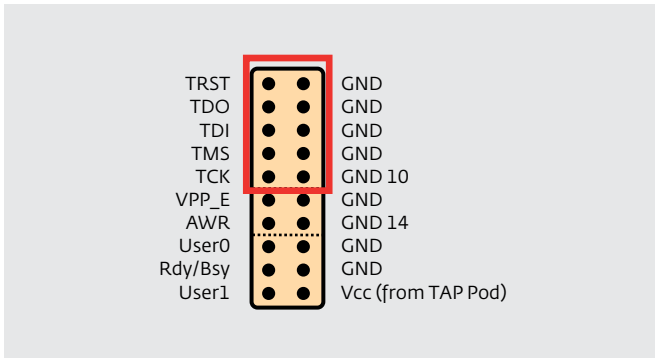 TRST GND
TDO GND
TDI GND
TMS GND
TCK GND 10
VPP_E GND
AWR GND 14
User0 GND
Rdy/Bsy GND
User1 Vcc (from TAP Pod)